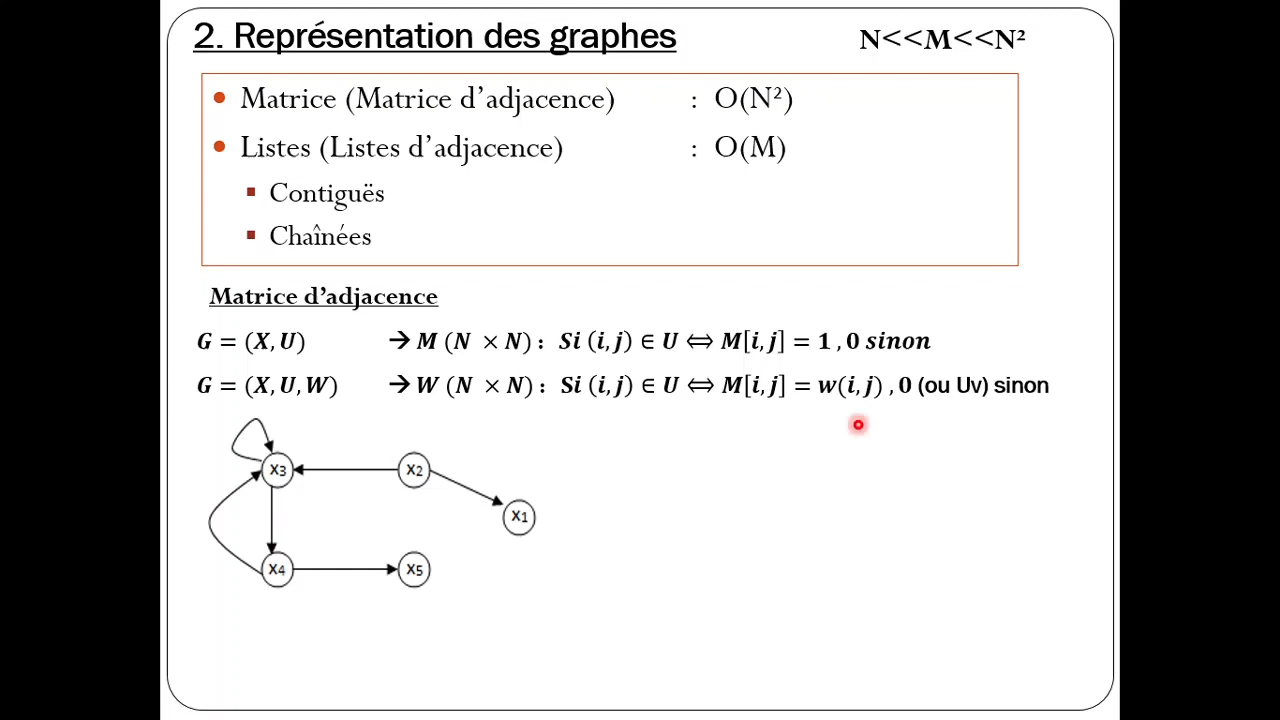 2. Représentation des graphes N<<M<<N²
• Matrice (Matrice d'adjacence) : O(N²)
• Listes (Listes d'adjacence) : O(M)
▪ Contiguës
▪ Chaînées
Matrice d'adjacence
G = (X, U) → M (N × N) : Si (i, j) ∈ U ⇔ M[i, j] = 1 , 0 sinon
G = (X, U, W) → W (N × N) : Si (i, j) ∈ U ⇔ M[i, j] = w(i, j) , 0 (ou Uv) sinon
X3 X2
X1
X4 X5